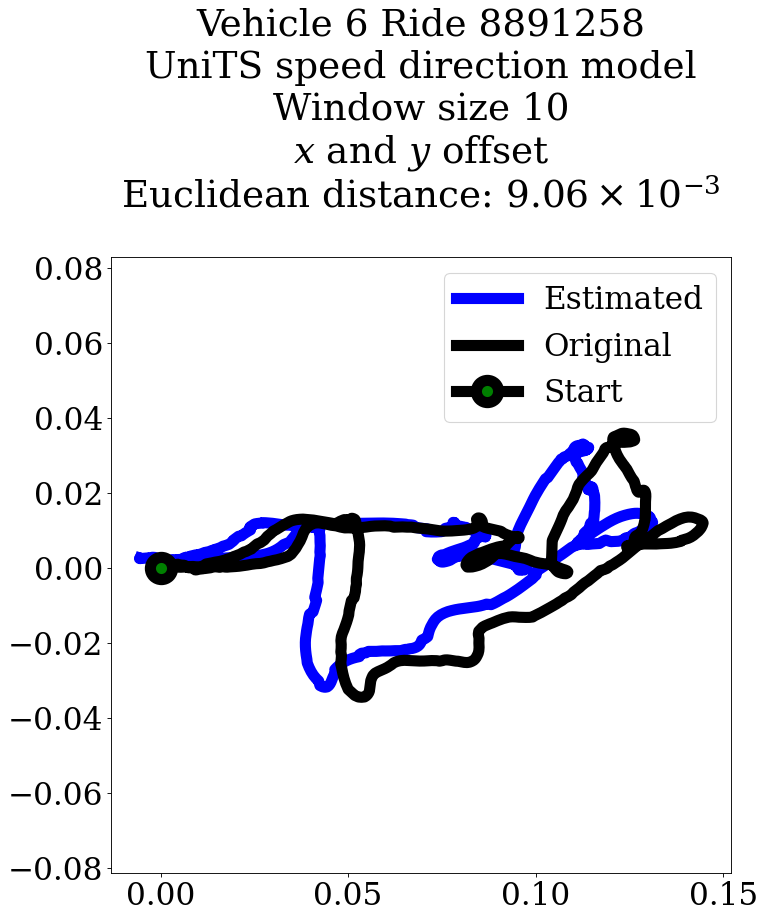 Vehicle 6 Ride 8891258
UniTS speed direction model
Window size 10
x and y offset
Euclidean distance: 9.06 × 10⁻³
0.08
0.06
0.04
0.02
0.00
−0.02
−0.04
−0.06
−0.08
Estimated
Original
Start
0.00 0.05 0.10 0.15